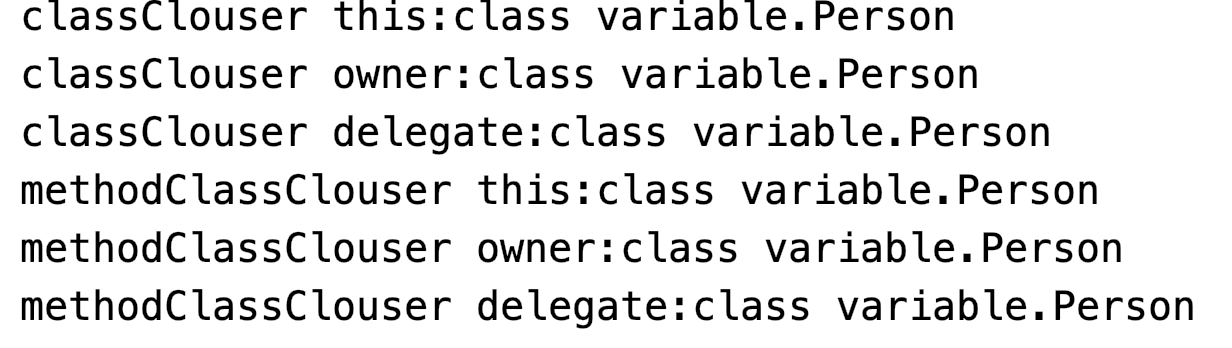 classClouser this:class variable.Person
classClouser owner:class variable.Person
classClouser delegate:class variable.Person
methodClassClouser this:class variable.Person
methodClassClouser owner:class variable.Person
methodClassClouser delegate:class variable.Person